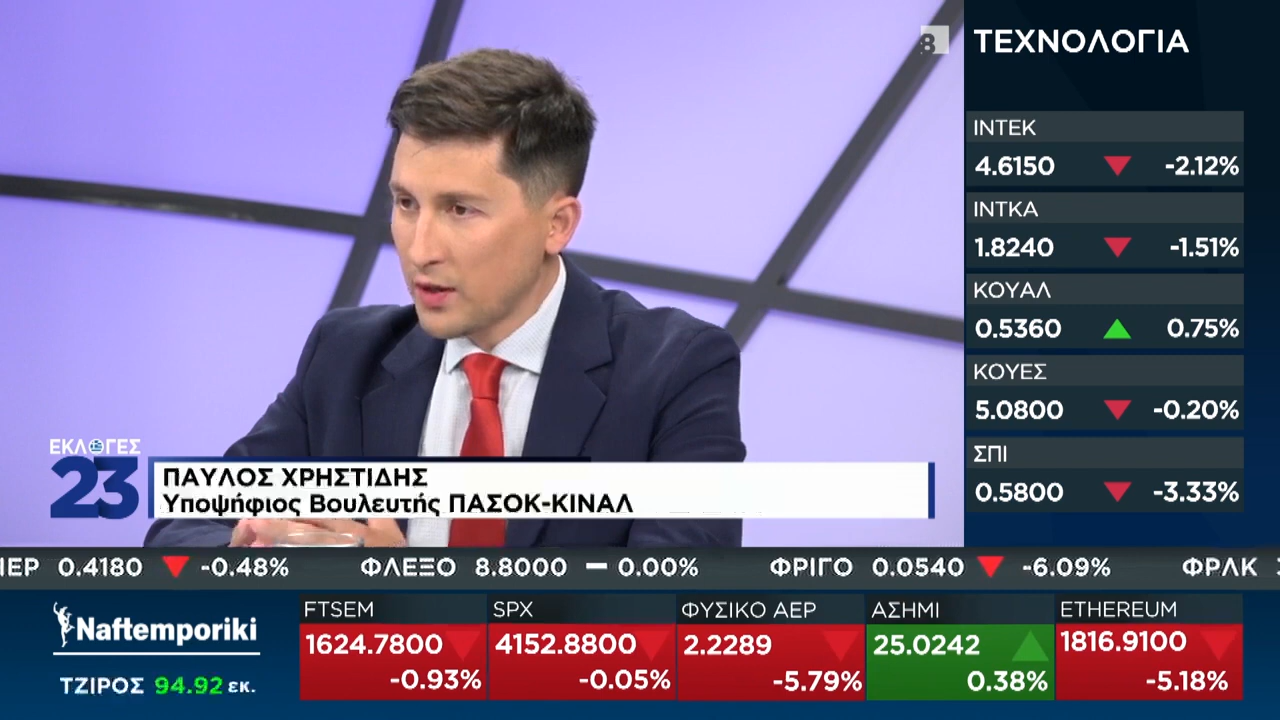 8
ΤΕΧΝΟΛΟΓΙΑ
ΙΝΤΕΚ
4.6150 -2.12%
ΙΝΤΚΑ
1.8240 -1.51%
ΚΟΥΑΛ
0.5360 0.75%
ΚΟΥΕΣ
5.0800 -0.20%
ΣΠΙ
0.5800 -3.33%
ΕΚΛΟΓΕΣ
23
ΠΑΥΛΟΣ ΧΡΗΣΤΙΔΗΣ
Υποψήφιος Βουλευτής ΠΑΣΟΚ-ΚΙΝΑΛ
ΙΕΡ 0.4180 -0.48% ΦΛΕΞΟ 8.8000 0.00% ΦΡΙΓΟ 0.0540 -6.09% ΦΡΛΚ
Naftemporiki
ΤΖΙΡΟΣ 94.92 εκ.
FTSEM SPX ΦΥΣΙΚΟ ΑΕΡ ΑΣΗΜΙ ETHEREUM
1624.7800 4152.8800 2.2289 25.0242 1816.9100
-0.93% -0.05% -5.79% 0.38% -5.18%